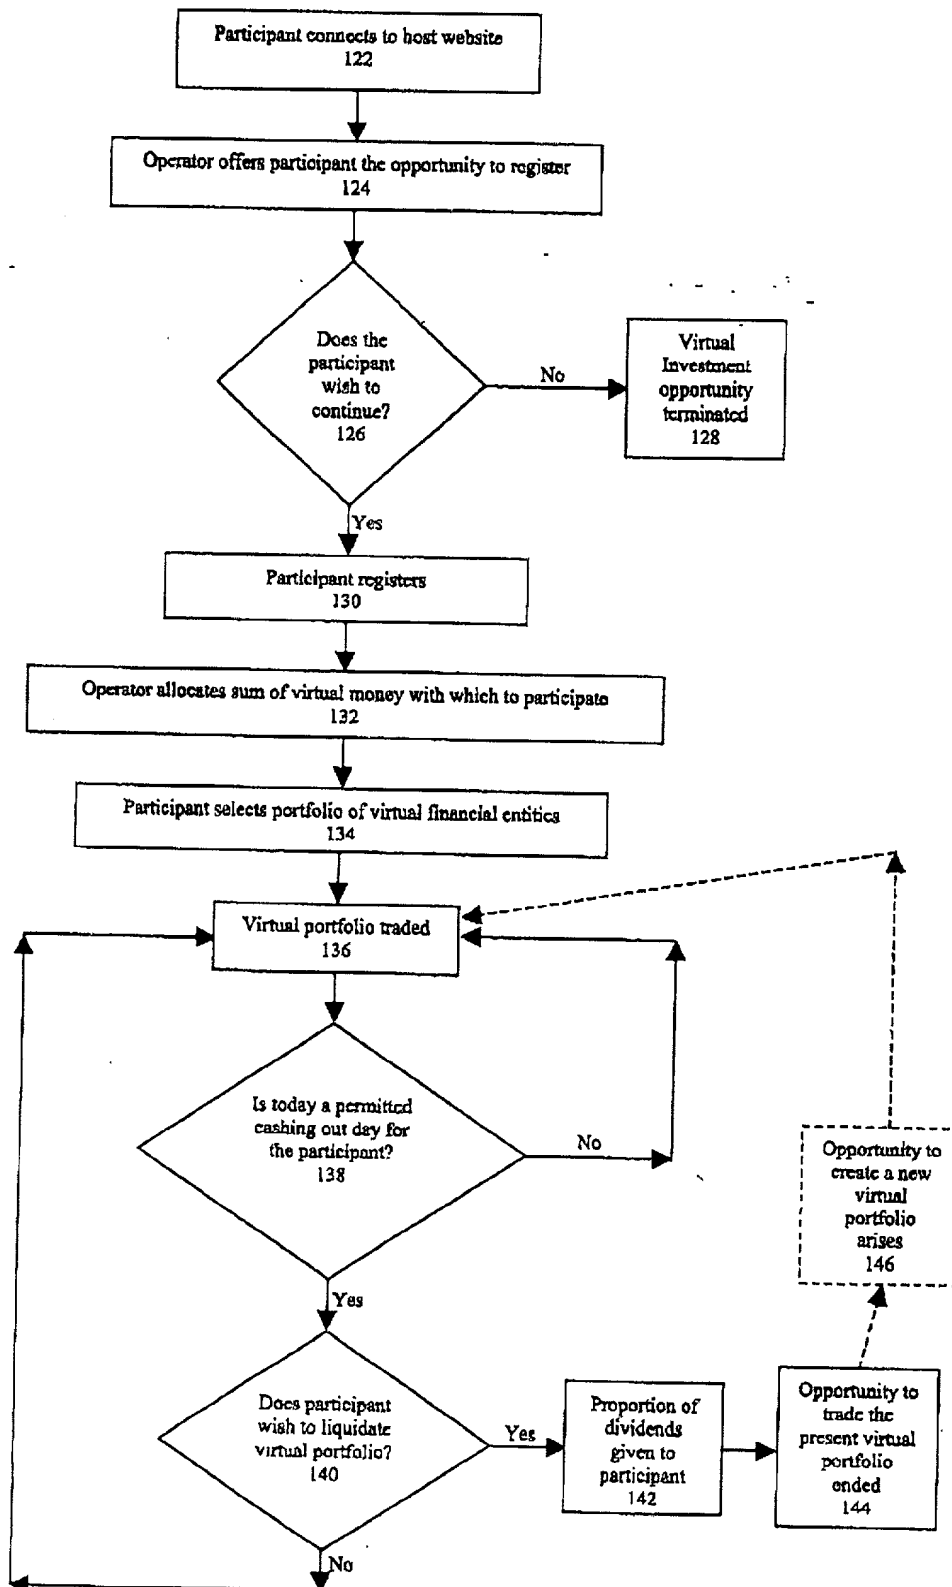 Participant connects to host website
122
Operator offers participant the opportunity to register
124
Does the
participant
wish to
continue?
126
No
Virtual
Investment
opportunity
terminated
128
Yes
Participant registers
130
Operator allocates sum of virtual money with which to participate
132
Participant selects portfolio of virtual financial entities
134
Virtual portfolio traded
136
Is today a permitted
cashing out day for
the participant?
138
No
Opportunity to
create a new
virtual
portfolio
arises
146
Yes
Does participant
wish to liquidate
virtual portfolio?
140
Yes
Proportion of
dividends
given to
participant
142
Opportunity to
trade the
present virtual
portfolio
ended
144
No